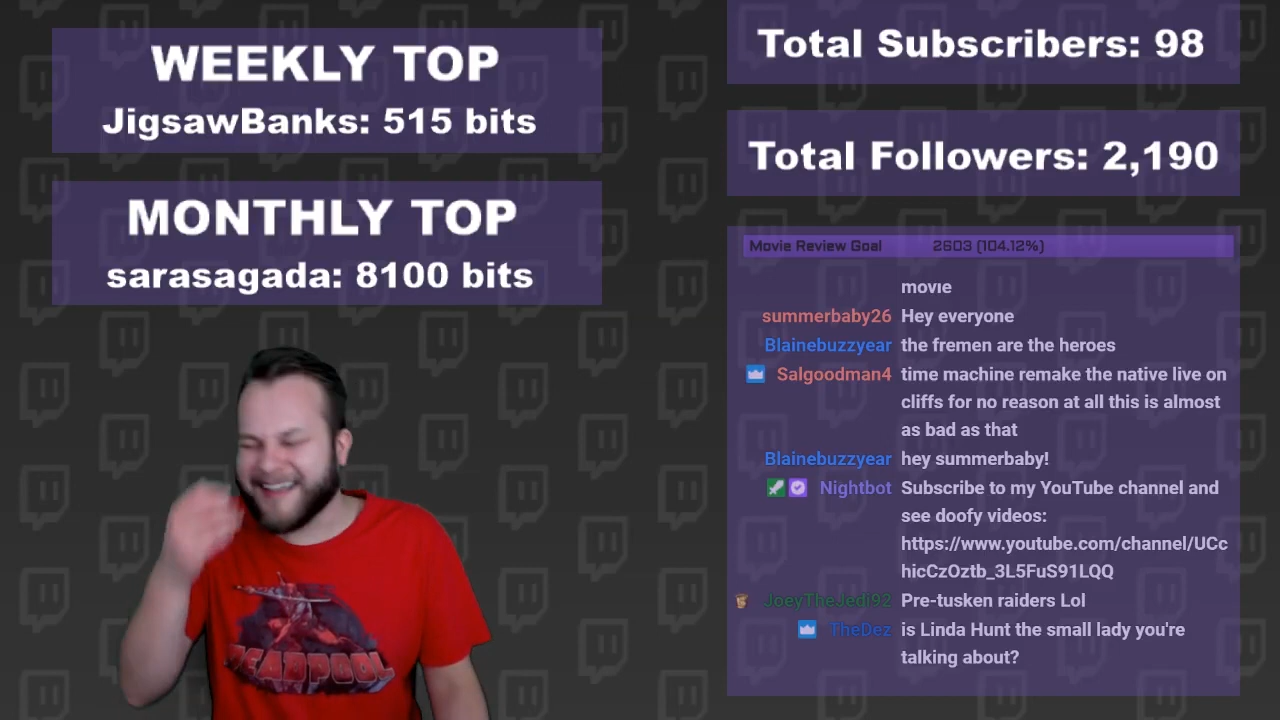 WEEKLY TOP
JigsawBanks: 515 bits
MONTHLY TOP
sarasagada: 8100 bits
Total Subscribers: 98
Total Followers: 2,190
Movie Review Goal 2603 (104.12%)
movie
summerbaby26 Hey everyone
Blainebuzzyear the fremen are the heroes
Salgoodman4 time machine remake the native live on
cliffs for no reason at all this is almost
as bad as that
Blainebuzzyear hey summerbaby!
Nightbot Subscribe to my YouTube channel and
see doofy videos:
https://www.youtube.com/channel/UCc
hicCzOztb_3L5FuS91LQQ
JoeyTheJedi92 Pre-tusken raiders Lol
TheDez is Linda Hunt the small lady you're
talking about?
DEADPOOL